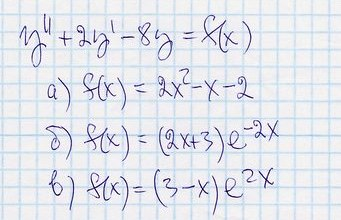 y'' + 2y' - 8y = f(x)
а) f(x) = 2x² - x - 2
б) f(x) = (2x+3) e^{-2x}
в) f(x) = (3-x) e^{2x}